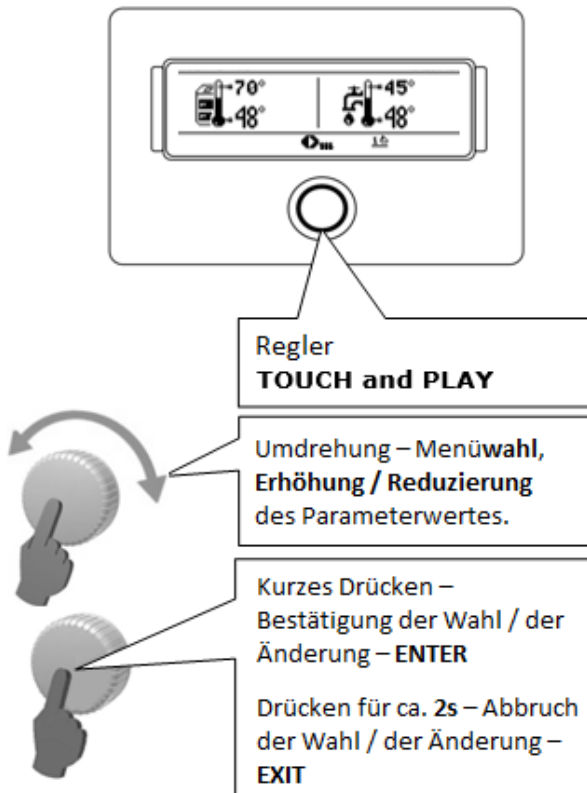 70° 45°
48° 48°
Regler
TOUCH and PLAY
Umdrehung – Menüwahl,
Erhöhung / Reduzierung
des Parameterwertes.
Kurzes Drücken –
Bestätigung der Wahl / der
Änderung – ENTER
Drücken für ca. 2s – Abbruch
der Wahl / der Änderung –
EXIT